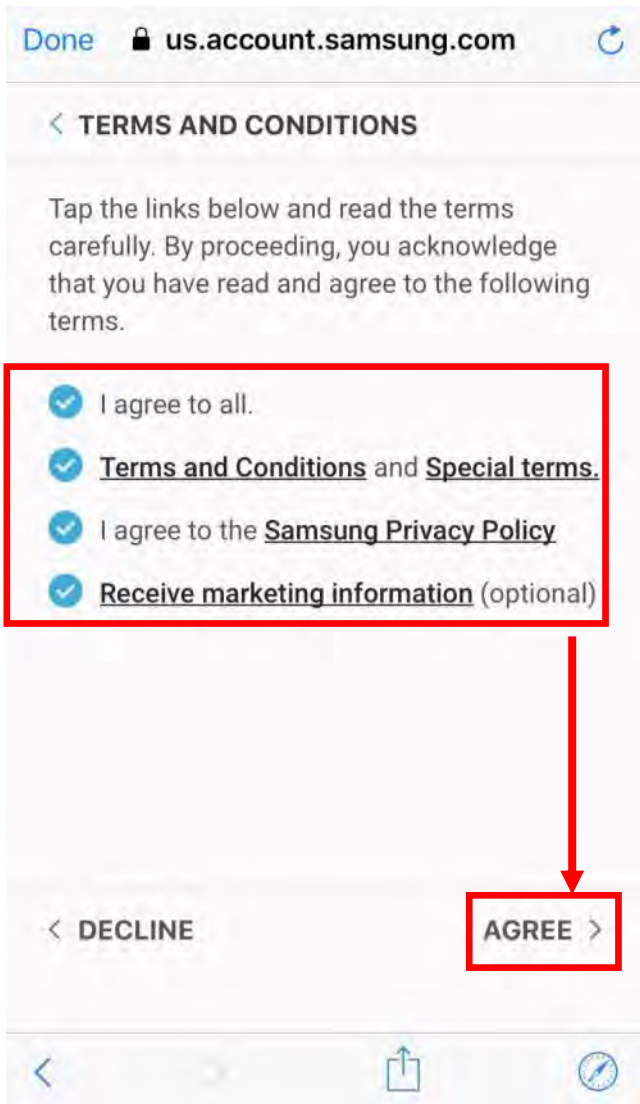 Done us.account.samsung.com
TERMS AND CONDITIONS
Tap the links below and read the terms
carefully. By proceeding, you acknowledge
that you have read and agree to the following
terms.
I agree to all.
Terms and Conditions and Special terms.
I agree to the Samsung Privacy Policy
Receive marketing information (optional)
DECLINE AGREE